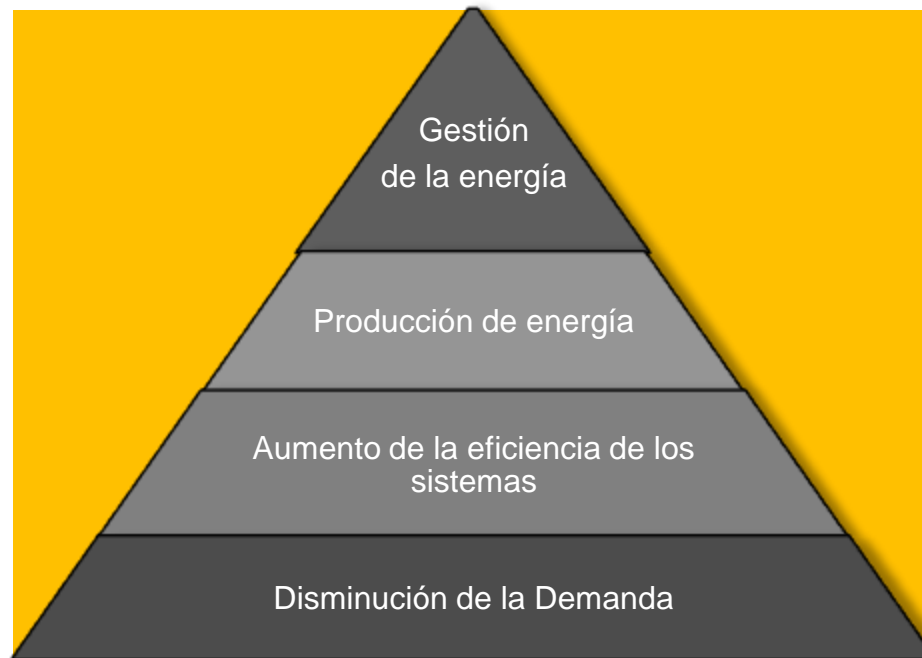 Gestión
de la energía
Producción de energía
Aumento de la eficiencia de los
sistemas
Disminución de la Demanda